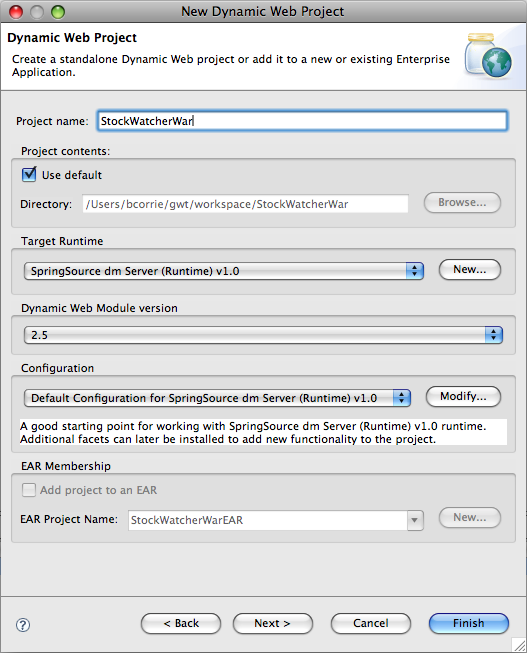 New Dynamic Web Project
Dynamic Web Project
Create a standalone Dynamic Web project or add it to a new or existing Enterprise
Application.
Project name: StockWatcherWar
Project contents:
Use default
Directory: /Users/bcorrie/gwt/workspace/StockWatcherWar Browse...
Target Runtime
SpringSource dm Server (Runtime) v1.0 New...
Dynamic Web Module version
2.5
Configuration
Default Configuration for SpringSource dm Server (Runtime) v1.0 Modify...
A good starting point for working with SpringSource dm Server (Runtime) v1.0 runtime.
Additional facets can later be installed to add new functionality to the project.
EAR Membership
Add project to an EAR
EAR Project Name: StockWatcherWarEAR New...
? < Back Next > Cancel Finish